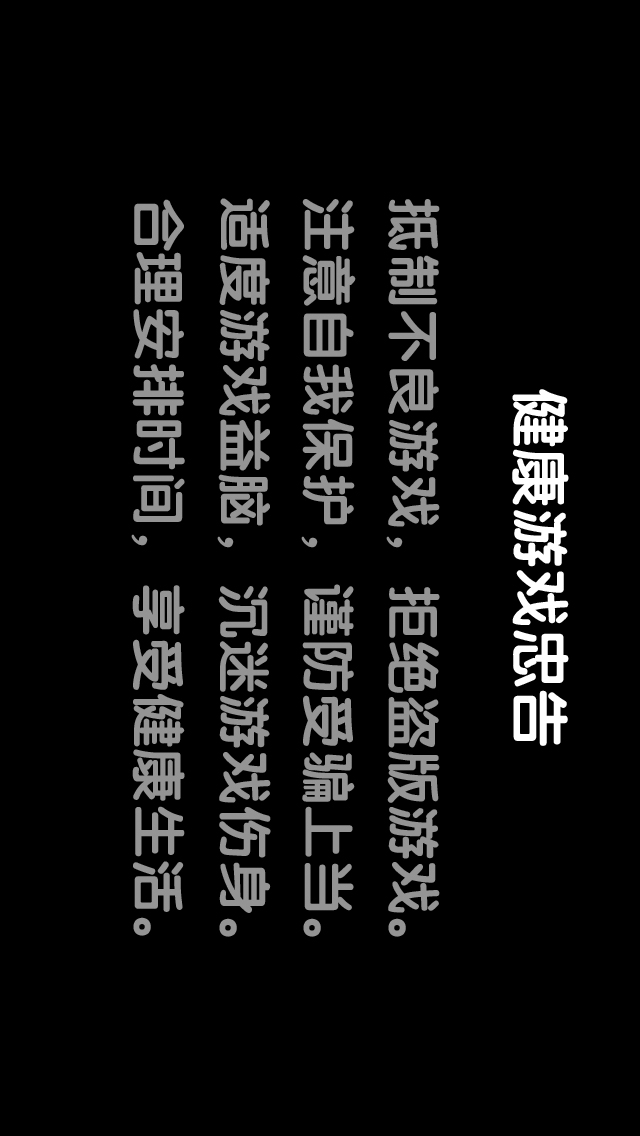 健康游戏忠告
抵制不良游戏，拒绝盗版游戏。
注意自我保护，谨防受骗上当。
适度游戏益脑，沉迷游戏伤身。
合理安排时间，享受健康生活。